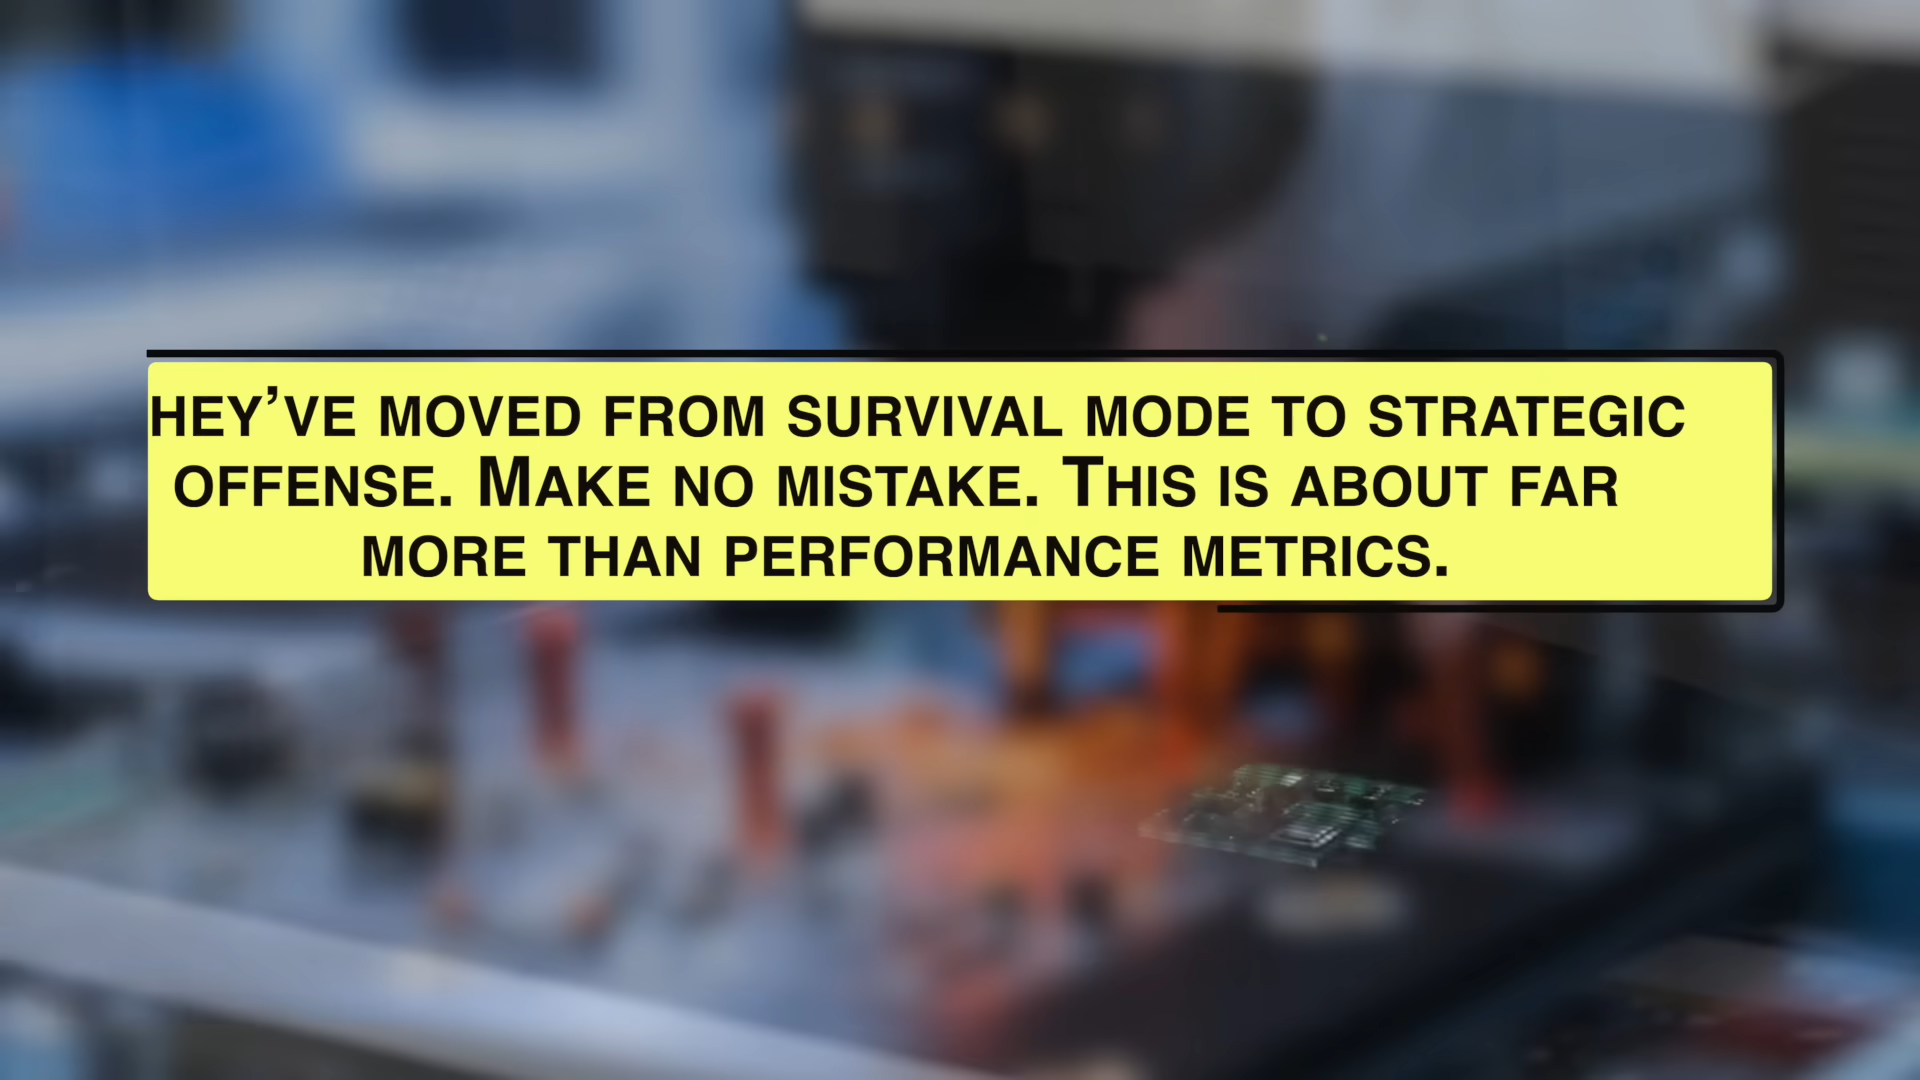 HEY’VE MOVED FROM SURVIVAL MODE TO STRATEGIC
OFFENSE. MAKE NO MISTAKE. THIS IS ABOUT FAR
MORE THAN PERFORMANCE METRICS.